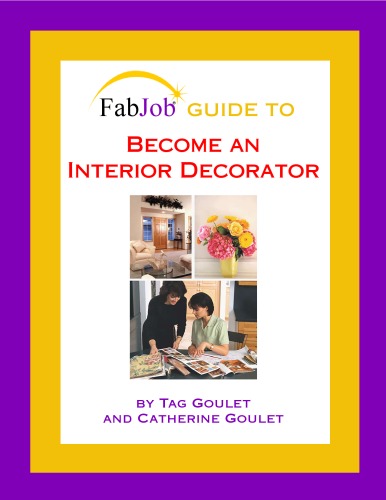 FabJob® GUIDE TO
BECOME AN
INTERIOR DECORATOR
BY TAG GOULET
AND CATHERINE GOULET